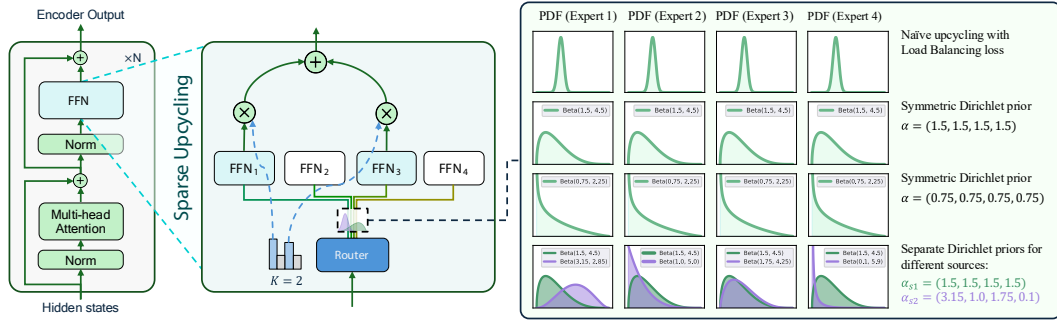 Encoder Output
×N
FFN
Norm
Multi-head
Attention
Norm
Hidden states
Sparse Upcycling
FFN1
FFN2
FFN3
FFN4
K = 2
Router
PDF (Expert 1)
PDF (Expert 2)
PDF (Expert 3)
PDF (Expert 4)
Naïve upcycling with
Load Balancing loss
Beta(1.5, 4.5)
Beta(1.5, 4.5)
Beta(1.5, 4.5)
Beta(1.5, 4.5)
Symmetric Dirichlet prior
α = (1.5, 1.5, 1.5, 1.5)
Beta(0,75, 2,25)
Beta(0,75, 2,25)
Beta(0,75, 2,25)
Beta(0,75, 2,25)
Symmetric Dirichlet prior
α = (0.75, 0.75, 0.75, 0.75)
Beta(1.5, 4.5)
Beta(3.15, 2,85)
Beta(1.5, 4.5)
Beta(1.0, 5,0)
Beta(1.5, 4.5)
Beta(1.75, 4,25)
Beta(1.5, 4.5)
Beta(0.1, 5,9)
Separate Dirichlet priors for
different sources:
αs1 = (1.5, 1.5, 1.5, 1.5)
αs2 = (3.15, 1.0, 1.75, 0.1)